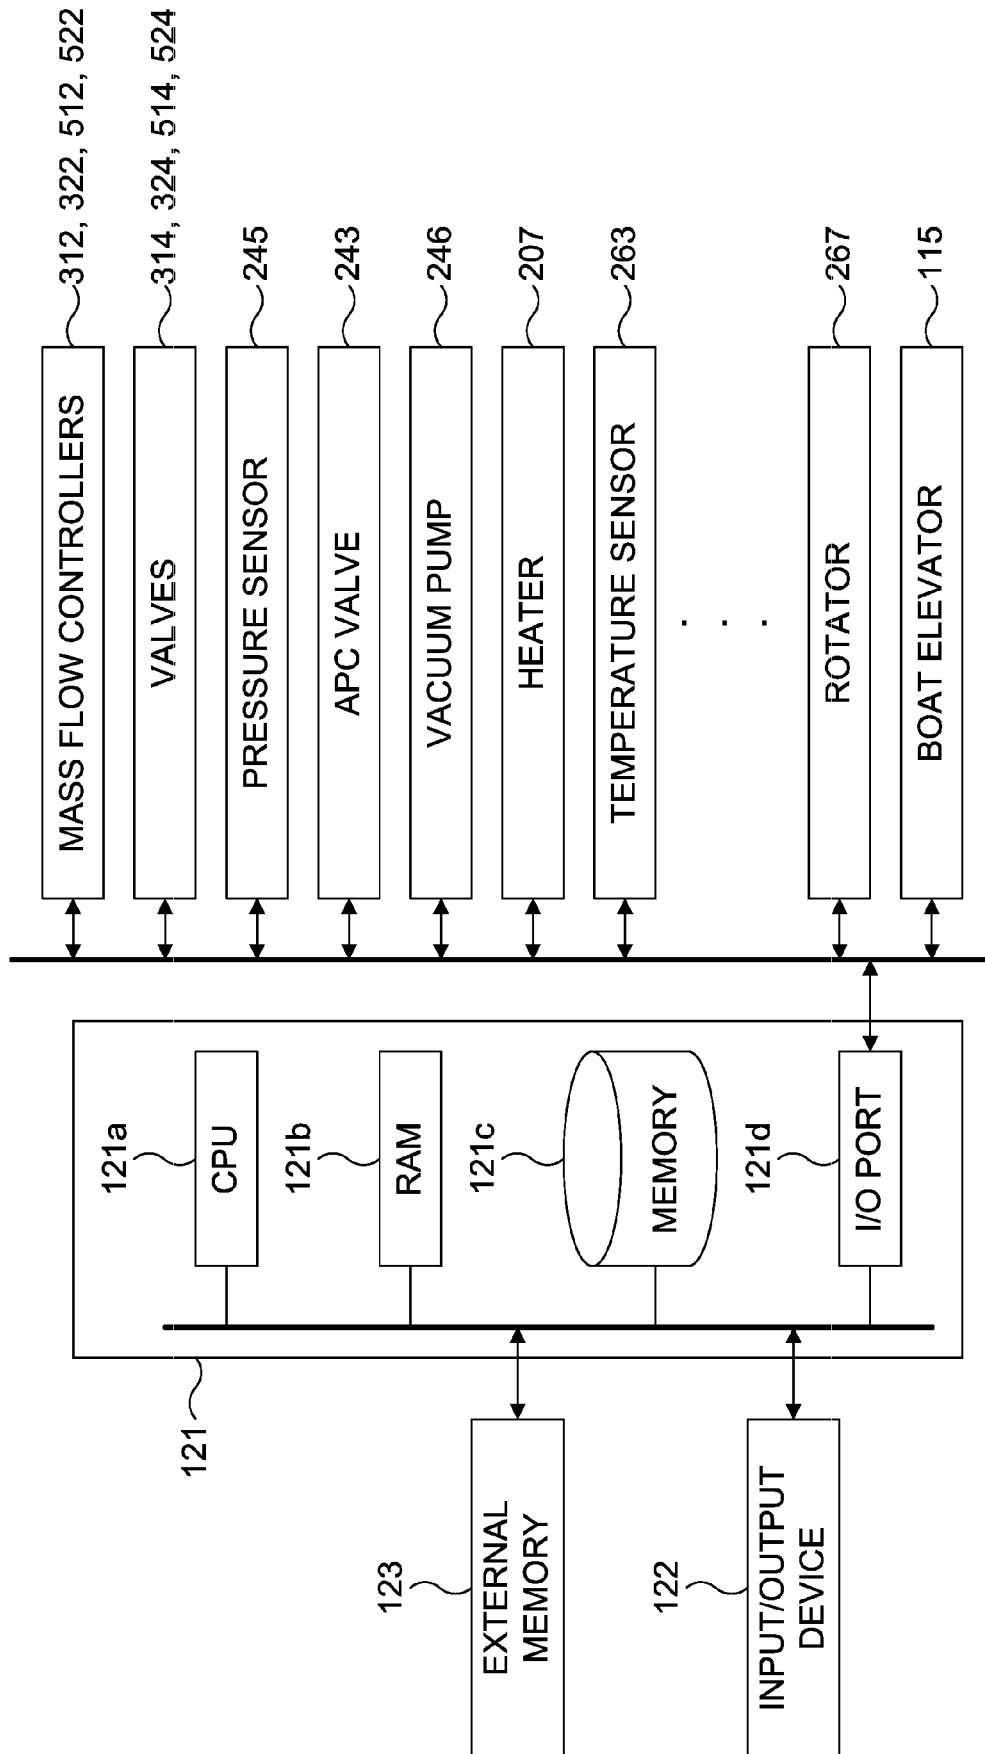 121
121a
CPU
121b
RAM
121c
MEMORY
121d
I/O PORT
123
EXTERNAL
MEMORY
122
INPUT/OUTPUT
DEVICE
MASS FLOW CONTROLLERS
312, 322, 512, 522
VALVES
314, 324, 514, 524
PRESSURE SENSOR
245
APC VALVE
243
VACUUM PUMP
246
HEATER
207
TEMPERATURE SENSOR
263
. . .
ROTATOR
267
BOAT ELEVATOR
115